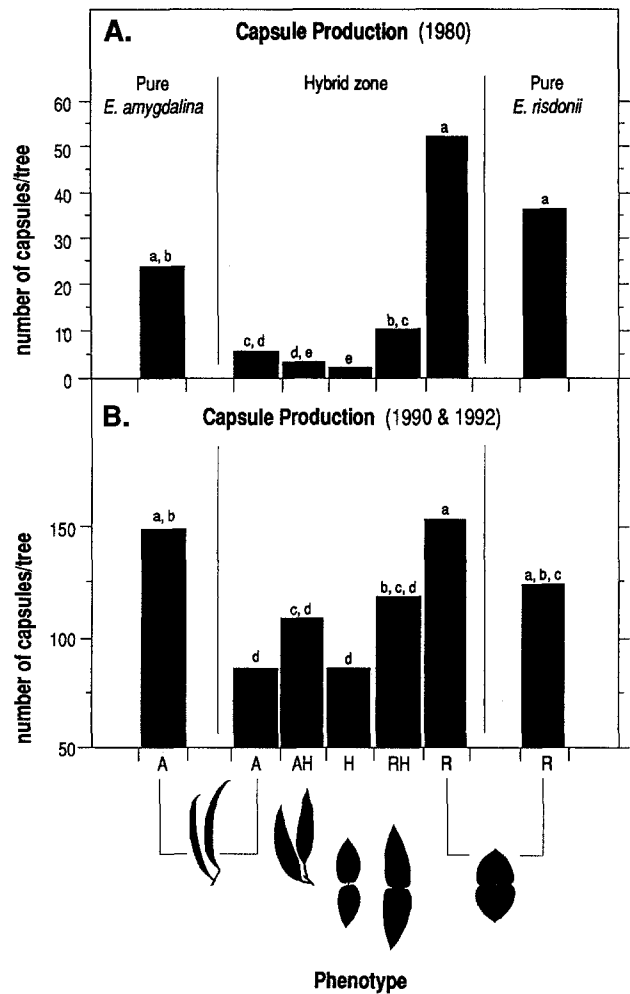 A. Capsule Production (1980)
Pure
E. amygdalina
Hybrid zone
Pure
E. risdonii
number of capsules/tree
60
50
40
30
20
10
0
a, b
c, d
d, e
e
b, c
a
a
B. Capsule Production (1990 & 1992)
number of capsules/tree
150
100
50
a, b
d
c, d
d
b, c, d
a
a, b, c
A A AH H RH R R
Phenotype